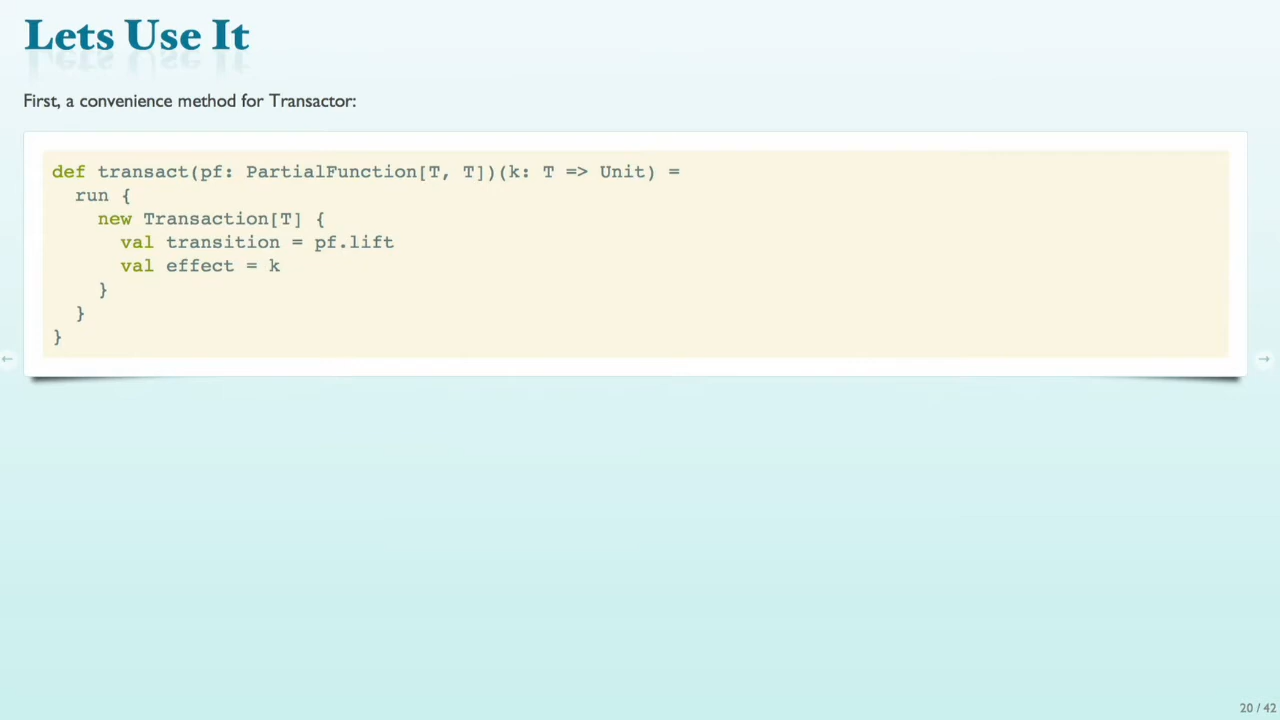 Lets Use It
First, a convenience method for Transactor:
def transact(pf: PartialFunction[T, T])(k: T => Unit) =
  run {
    new Transaction[T] {
      val transition = pf.lift
      val effect = k
    }
  }
}
←
→
20 / 42